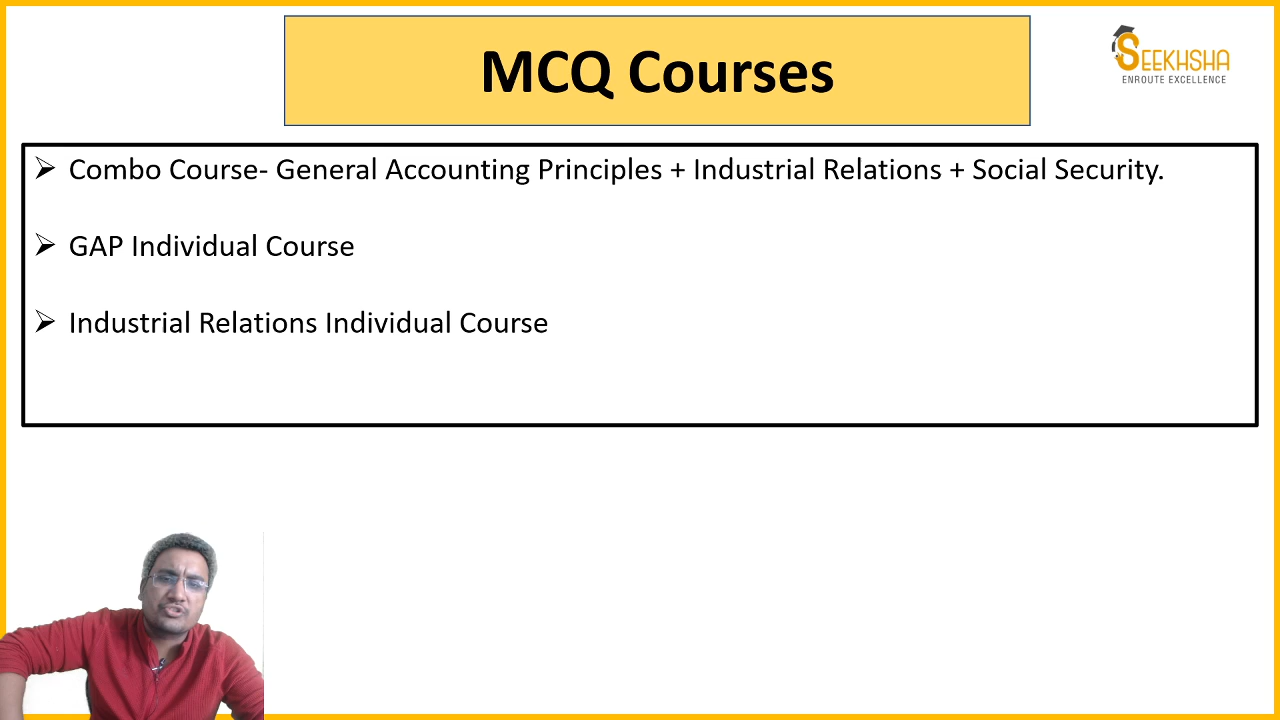 MCQ Courses
SEEKHSHA
ENROUTE EXCELLENCE
Combo Course- General Accounting Principles + Industrial Relations + Social Security.
GAP Individual Course
Industrial Relations Individual Course